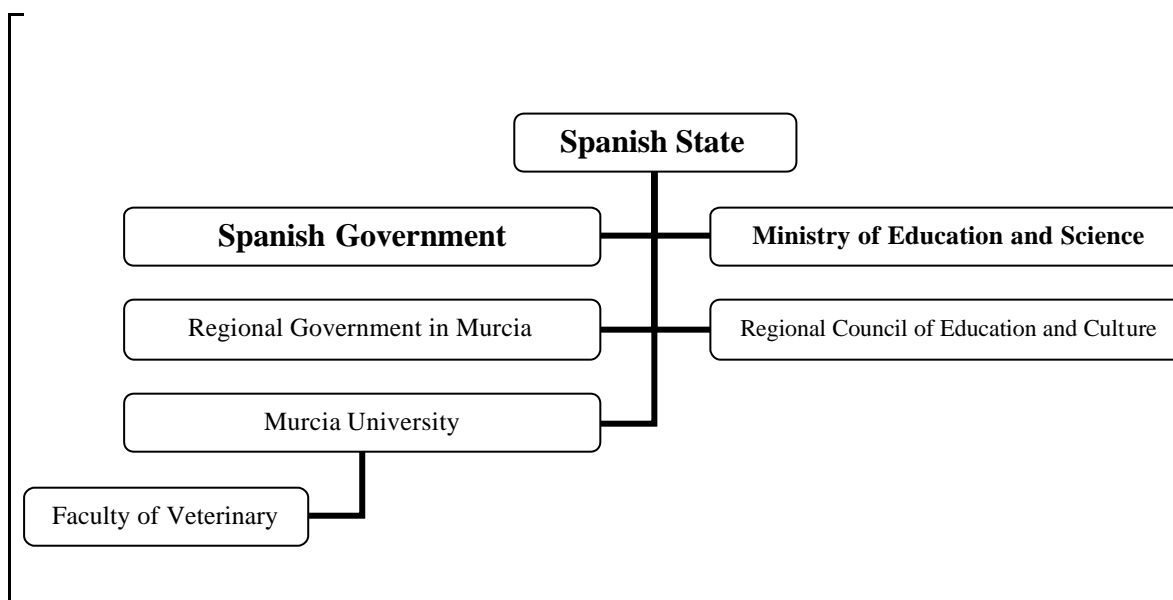 Spanish State
Spanish Government
Ministry of Education and Science
Regional Government in Murcia
Regional Council of Education and Culture
Murcia University
Faculty of Veterinary